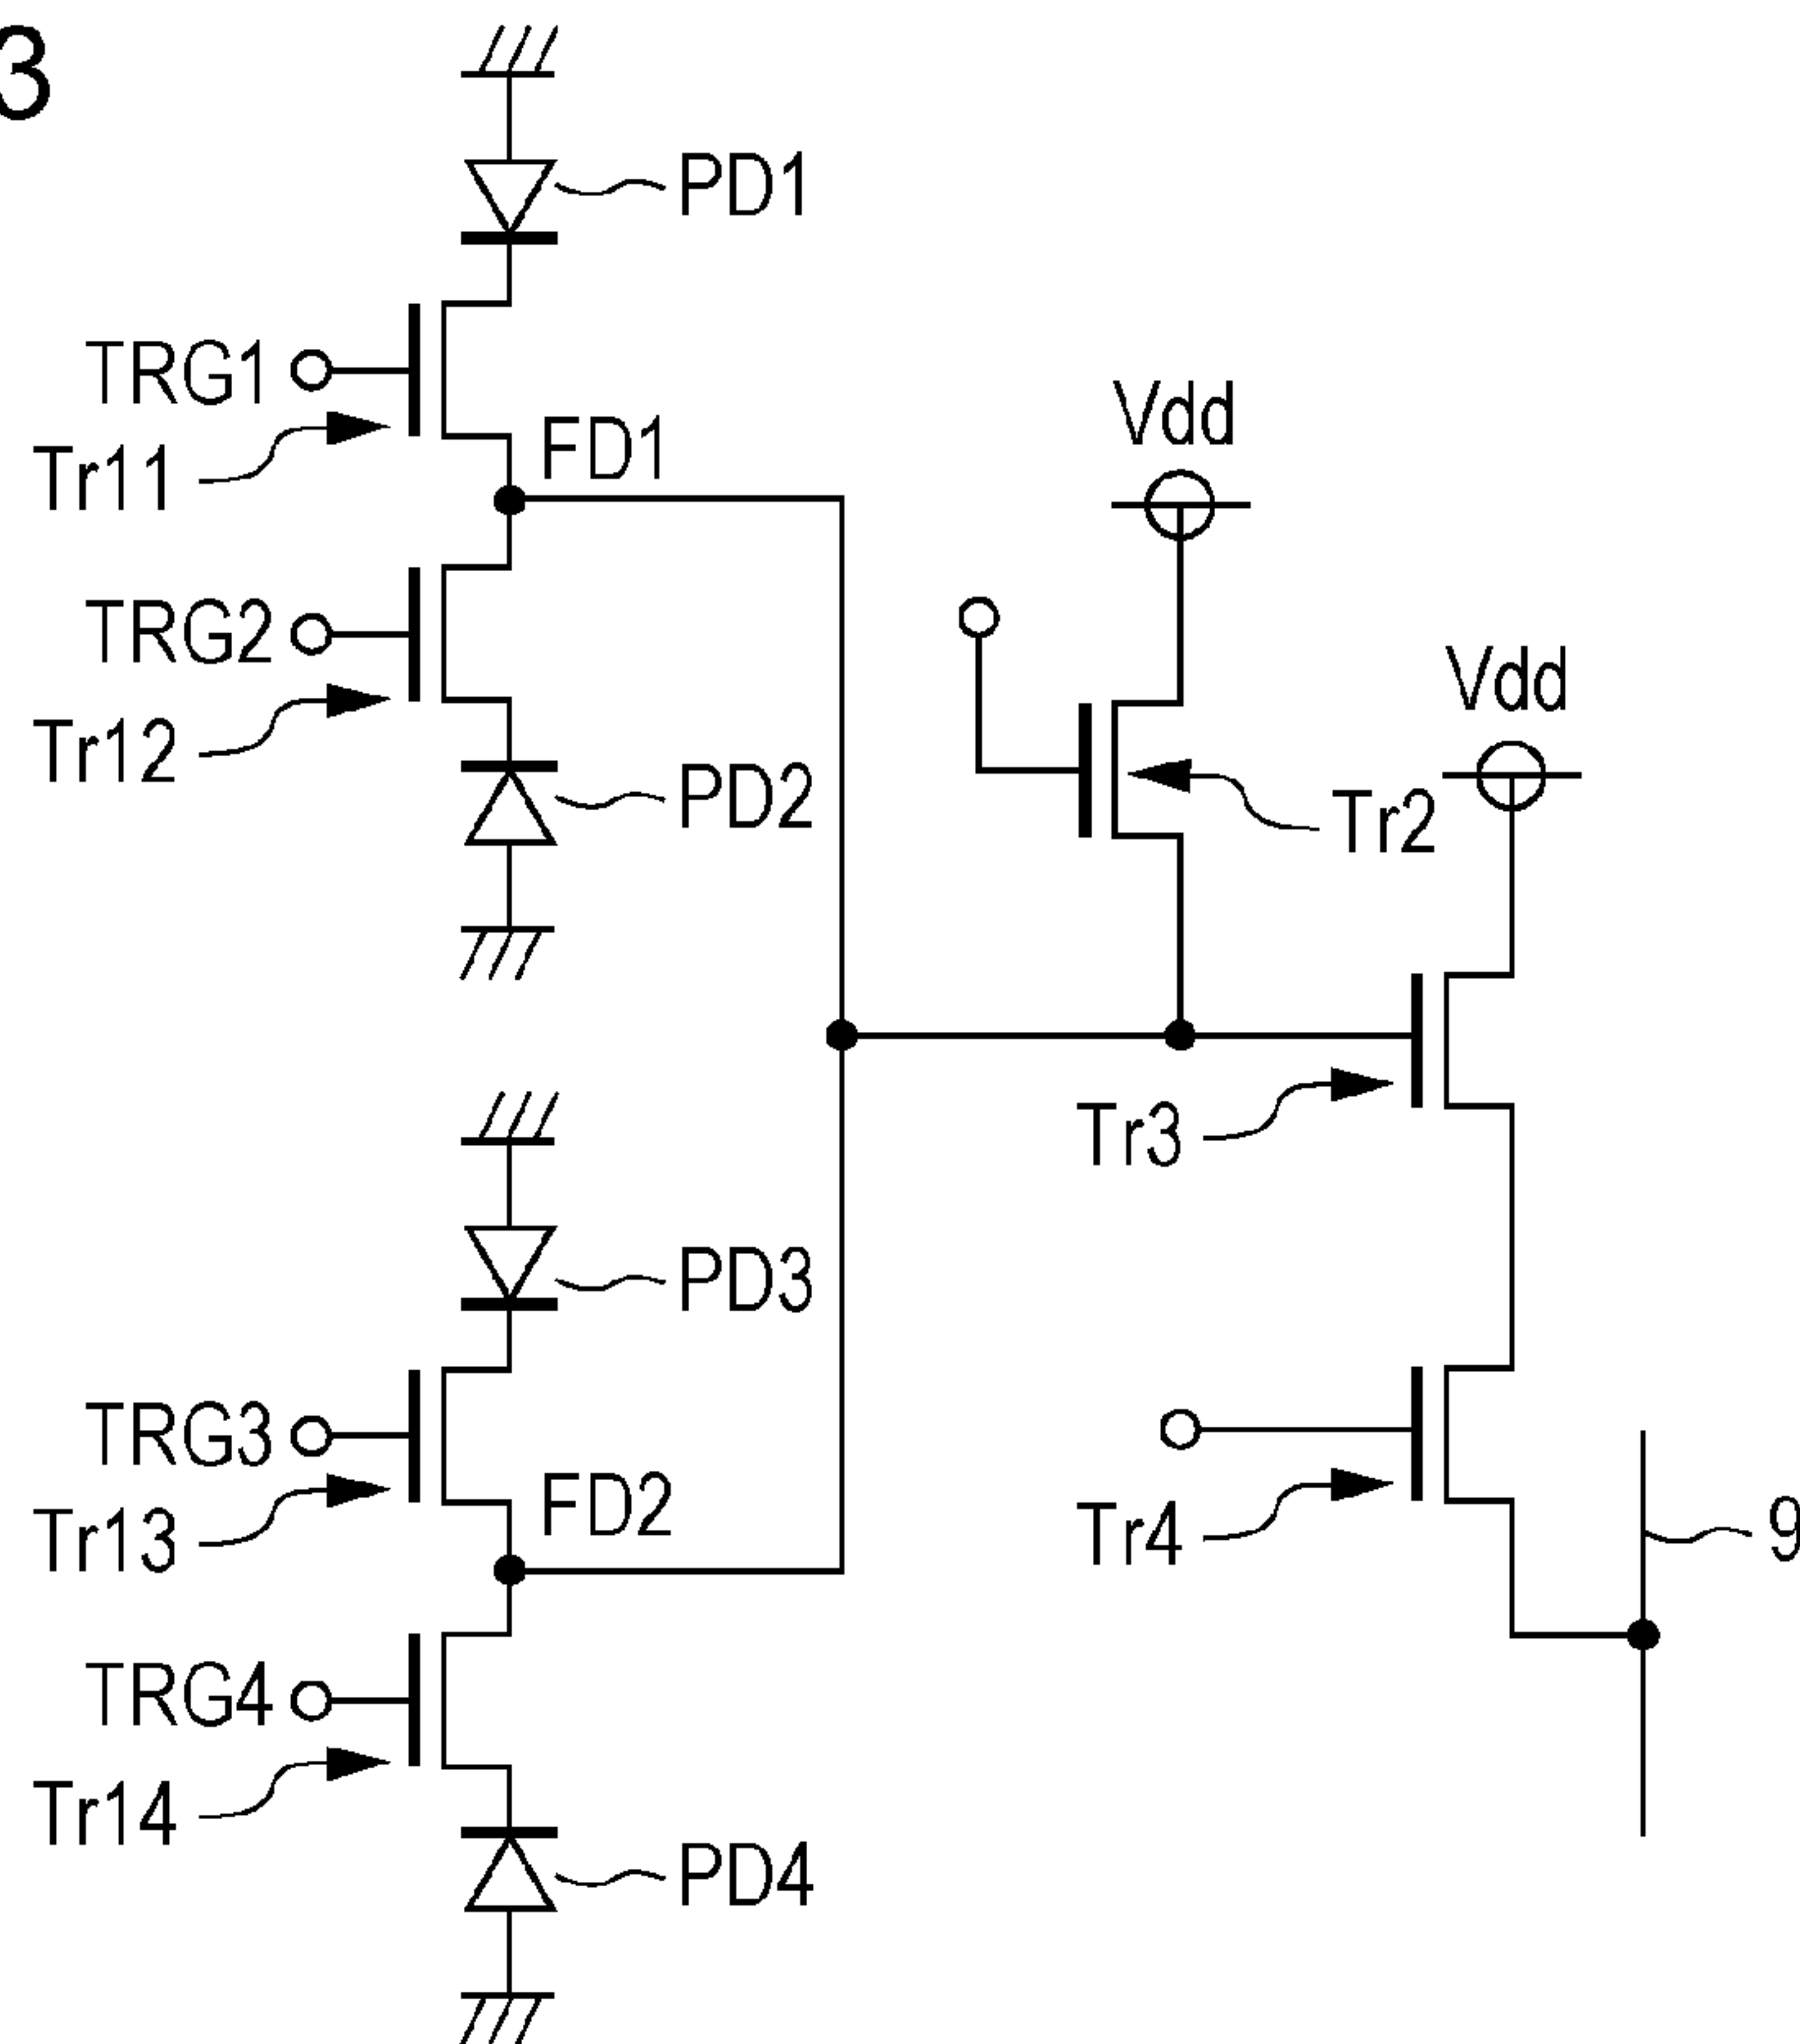 3
PD1
TRG1
Tr11
FD1
Vdd
TRG2
Tr12
PD2
Vdd
Tr2
Tr3
PD3
TRG3
Tr13
FD2
Tr4
9
TRG4
Tr14
PD4